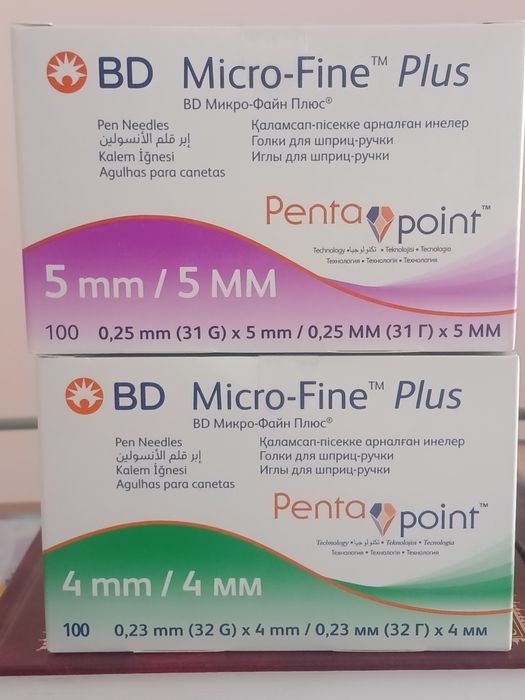 BD Micro-Fine™ Plus
BD Микро-Файн Плюс®
Pen Needles
إبر قلم الأنسولين
Kalem İğnesi
Agulhas para canetas
Қаламсап-пісекке арналған инелер
Голки для шприц-ручки
Иглы для шприц-ручки
Penta point™
Technology • تكنولوجياء • Teknolojisi • Tecnologia
Технология • Технологія • Технология
5 mm / 5 ММ
100 0,25 mm (31 G) x 5 mm / 0,25 ММ (31 Г) x 5 ММ
BD Micro-Fine™ Plus
BD Микро-Файн Плюс®
Pen Needles
إبر قلم الأنسولين
Kalem İğnesi
Agulhas para canetas
Қаламсап-пісекке арналған инелер
Голки для шприц-ручки
Иглы для шприц-ручки
Penta point™
Technology • تكنولوجياء • Teknolojisi • Tecnologia
Технология • Технологія • Технология
4 mm / 4 мм
100 0,23 mm (32 G) x 4 mm / 0,23 мм (32 Г) x 4 мм